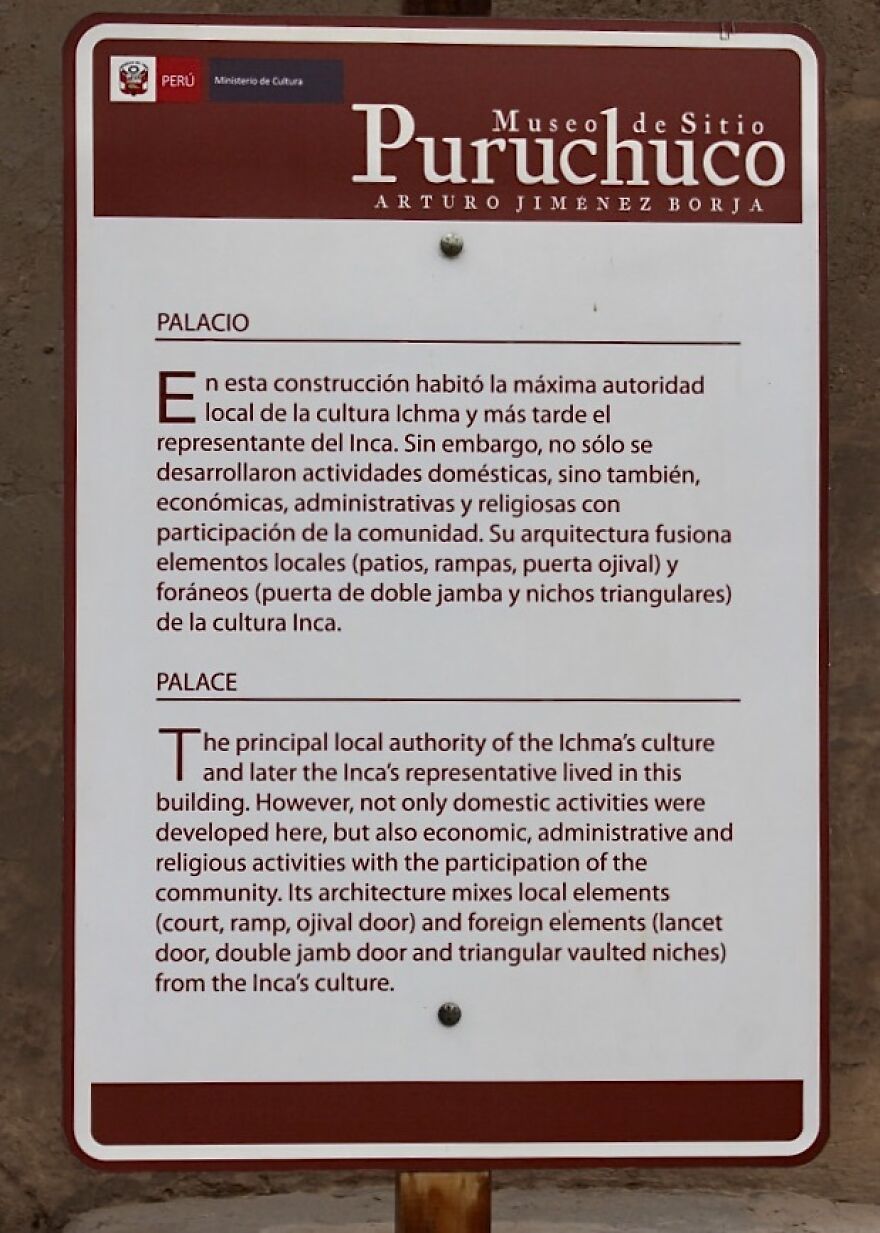 PERÚ Ministerio de Cultura
Museo de Sitio
Puruchuco
ARTURO JIMÉNEZ BORJA
PALACIO
En esta construcción habitó la máxima autoridad
local de la cultura Ichma y más tarde el
representante del Inca. Sin embargo, no sólo se
desarrollaron actividades domésticas, sino también,
económicas, administrativas y religiosas con
participación de la comunidad. Su arquitectura fusiona
elementos locales (patios, rampas, puerta ojival) y
foráneos (puerta de doble jamba y nichos triangulares)
de la cultura Inca.
PALACE
The principal local authority of the Ichma's culture
and later the Inca's representative lived in this
building. However, not only domestic activities were
developed here, but also economic, administrative and
religious activities with the participation of the
community. Its architecture mixes local elements
(court, ramp, ojival door) and foreign elements (lancet
door, double jamb door and triangular vaulted niches)
from the Inca's culture.